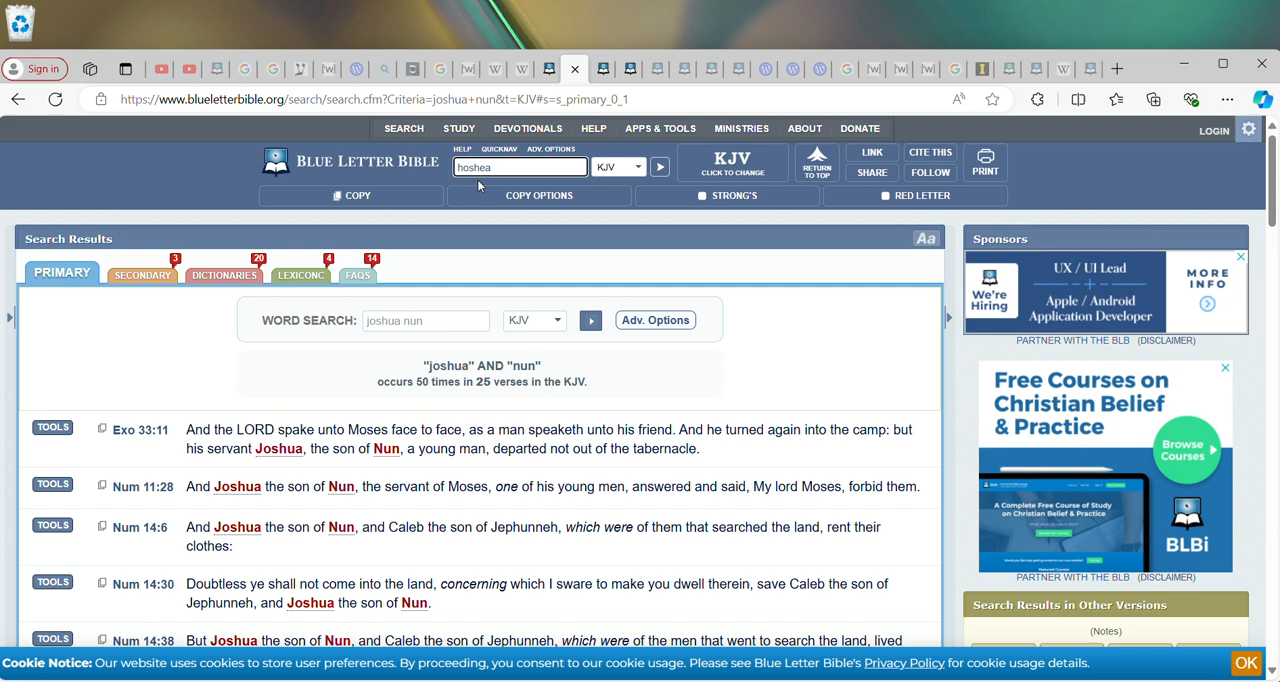 Sign in
https://www.blueletterbible.org/search/search.cfm?Criteria=joshua+nun&t=KJV#s=s_primary_0_1
SEARCH STUDY DEVOTIONALS HELP APPS & TOOLS MINISTRIES ABOUT DONATE
LOGIN
HELP QUICKNAV ADV. OPTIONS
BLUE LETTER BIBLE
hoshea KJV
KJV
CLICK TO CHANGE
RETURN
TO TOP
LINK CITE THIS
SHARE FOLLOW
PRINT
COPY COPY OPTIONS STRONG'S RED LETTER
Search Results Aa
PRIMARY SECONDARY 3 DICTIONARIES 20 LEXICONC 4 FAQS 14
WORD SEARCH: joshua nun KJV Adv. Options
"joshua" AND "nun"
occurs 50 times in 25 verses in the KJV.
TOOLS Exo 33:11 And the LORD spake unto Moses face to face, as a man speaketh unto his friend. And he turned again into the camp: but
his servant Joshua, the son of Nun, a young man, departed not out of the tabernacle.
TOOLS Num 11:28 And Joshua the son of Nun, the servant of Moses, one of his young men, answered and said, My lord Moses, forbid them.
TOOLS Num 14:6 And Joshua the son of Nun, and Caleb the son of Jephunneh, which were of them that searched the land, rent their
clothes:
TOOLS Num 14:30 Doubtless ye shall not come into the land, concerning which I sware to make you dwell therein, save Caleb the son of
Jephunneh, and Joshua the son of Nun.
TOOLS Num 14:38 But Joshua the son of Nun, and Caleb the son of Jephunneh, which were of the men that went to search the land, lived
Sponsors
We're
Hiring
UX / UI Lead
Apple / Android
Application Developer
MORE
INFO
PARTNER WITH THE BLB (DISCLAIMER)
Free Courses on
Christian Belief
& Practice
Browse
Courses
A Complete Free Course of Study
on Christian Belief & Practice
BLBi
PARTNER WITH THE BLB (DISCLAIMER)
Search Results in Other Versions
(Notes)
Cookie Notice: Our website uses cookies to store user preferences. By proceeding, you consent to our cookie usage. Please see Blue Letter Bible's Privacy Policy for cookie usage details.
OK